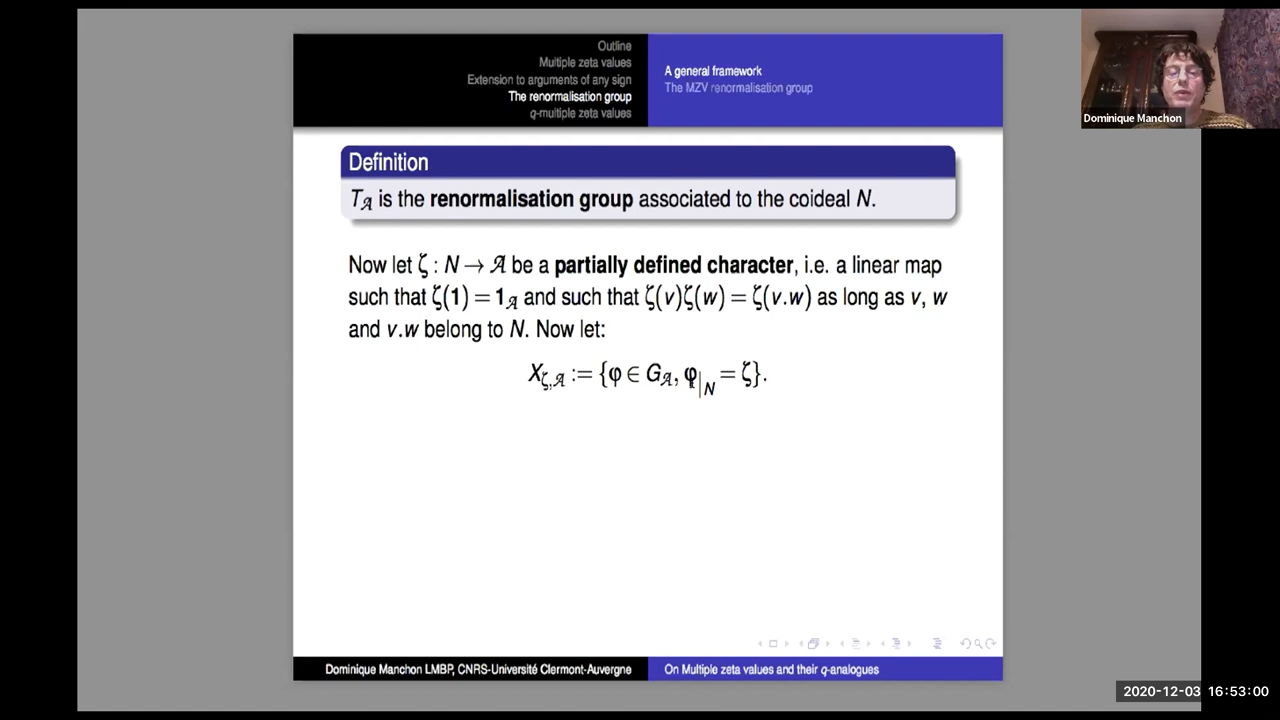 Outline
Multiple zeta values
Extension to arguments of any sign
The renormalisation group
q-multiple zeta values
A general framework
The MZV renormalisation group
Dominique Manchon
Definition
T𝒜 is the renormalisation group associated to the coideal N.
Now let ζ : N → 𝒜 be a partially defined character, i.e. a linear map
such that ζ(1) = 1𝒜 and such that ζ(v)ζ(w) = ζ(v.w) as long as v, w
and v.w belong to N. Now let:
Xζ,𝒜 := {φ ∈ G𝒜, φ|N = ζ}.
Dominique Manchon LMBP, CNRS-Université Clermont-Auvergne
On Multiple zeta values and their q-analogues
2020-12-03 16:53:00